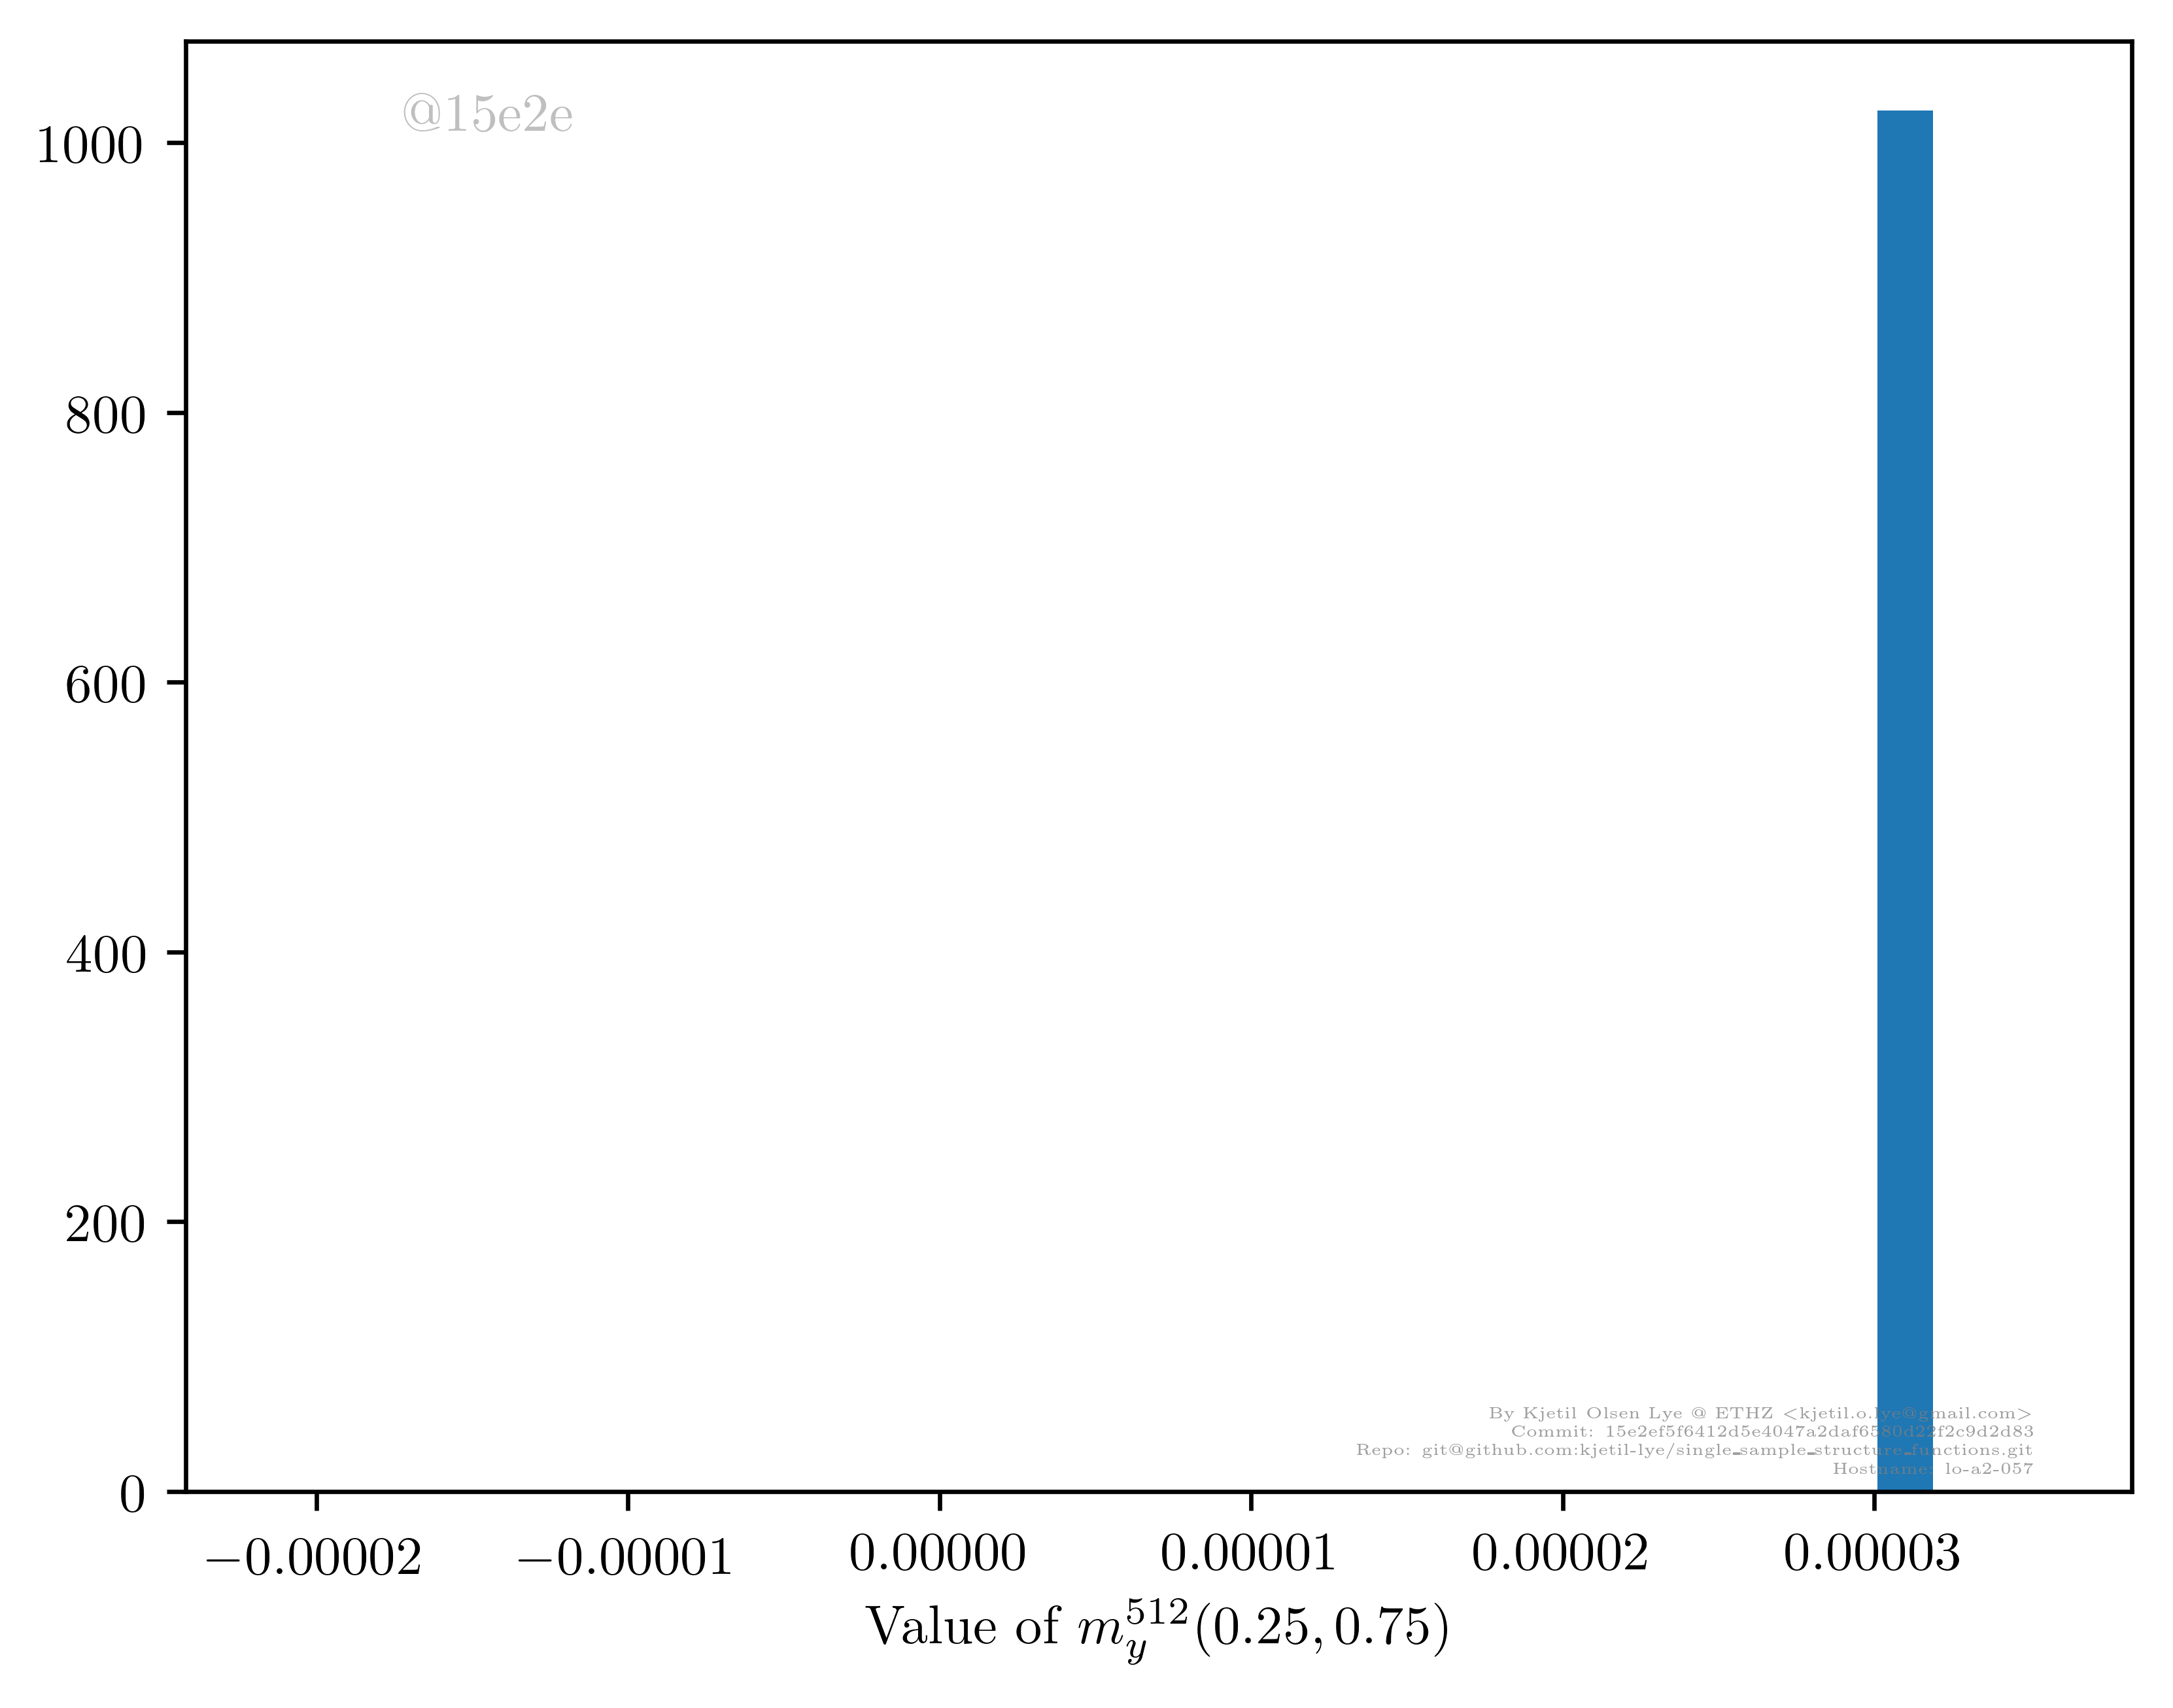 @15e2e
1000
800
600
400
200
0
−0.00002 −0.00001 0.00000 0.00001 0.00002 0.00003
Value of $m_y^{512}(0.25, 0.75)$
By Kjetil Olsen Lye @ ETHZ <kjetil.o.lye@gmail.com>
Commit: 15e2ef5f6412d5e4047a2daf6580d22f2c9d2d83
Repo: git@github.com:kjetil-lye/single_sample_structure_functions.git
Hostname: lo-a2-057